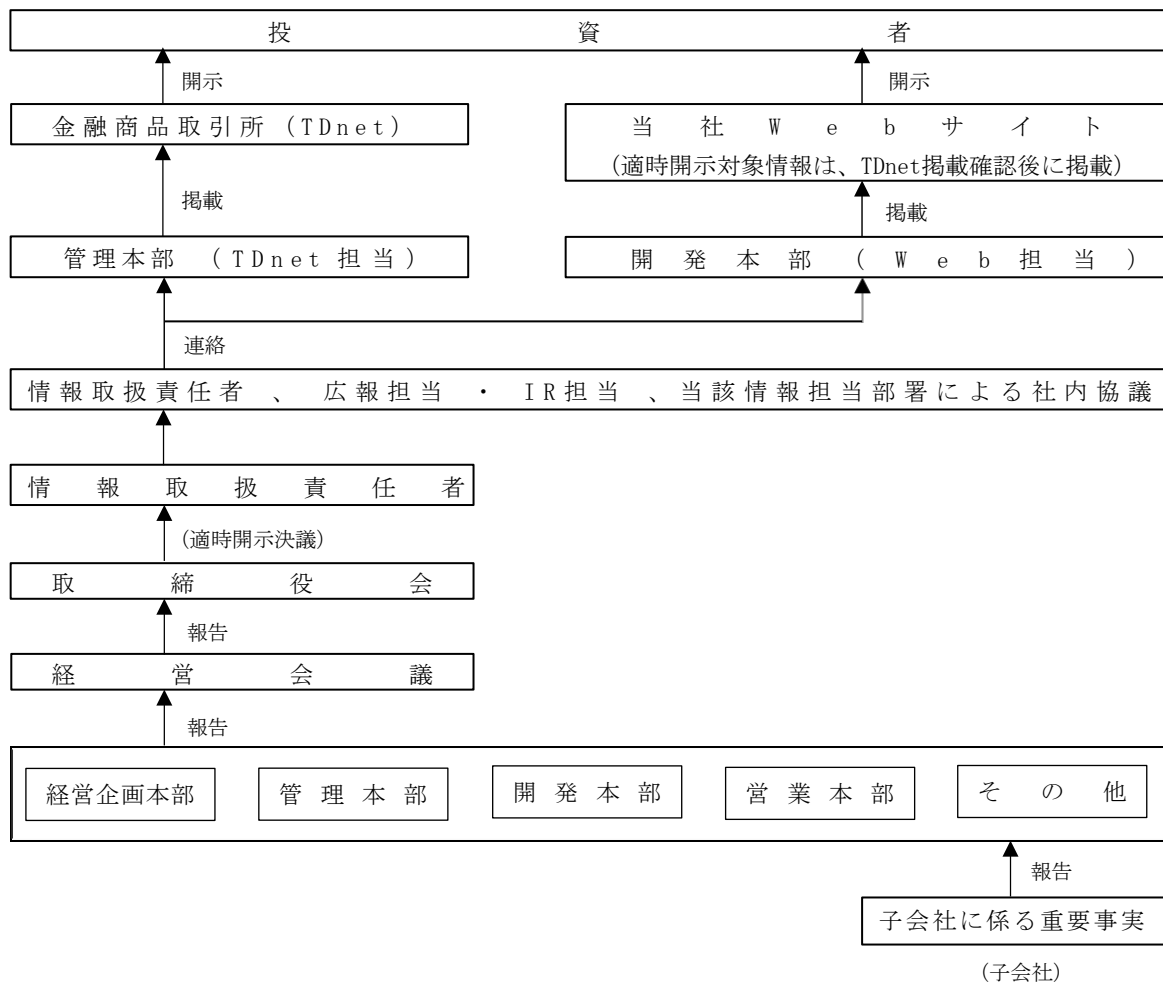 投資者
開示
開示
金融商品取引所(TDnet)
当社Webサイト
(適時開示対象情報は、TDnet掲載確認後に掲載)
掲載
掲載
管理本部(TDnet担当)
開発本部(Web担当)
連絡
情報取扱責任者、広報担当・IR担当、当該情報担当部署による社内協議
情報取扱責任者
(適時開示決議)
取締役会
報告
経営会議
報告
経営企画本部
管理本部
開発本部
営業本部
その他
報告
子会社に係る重要事実
(子会社)